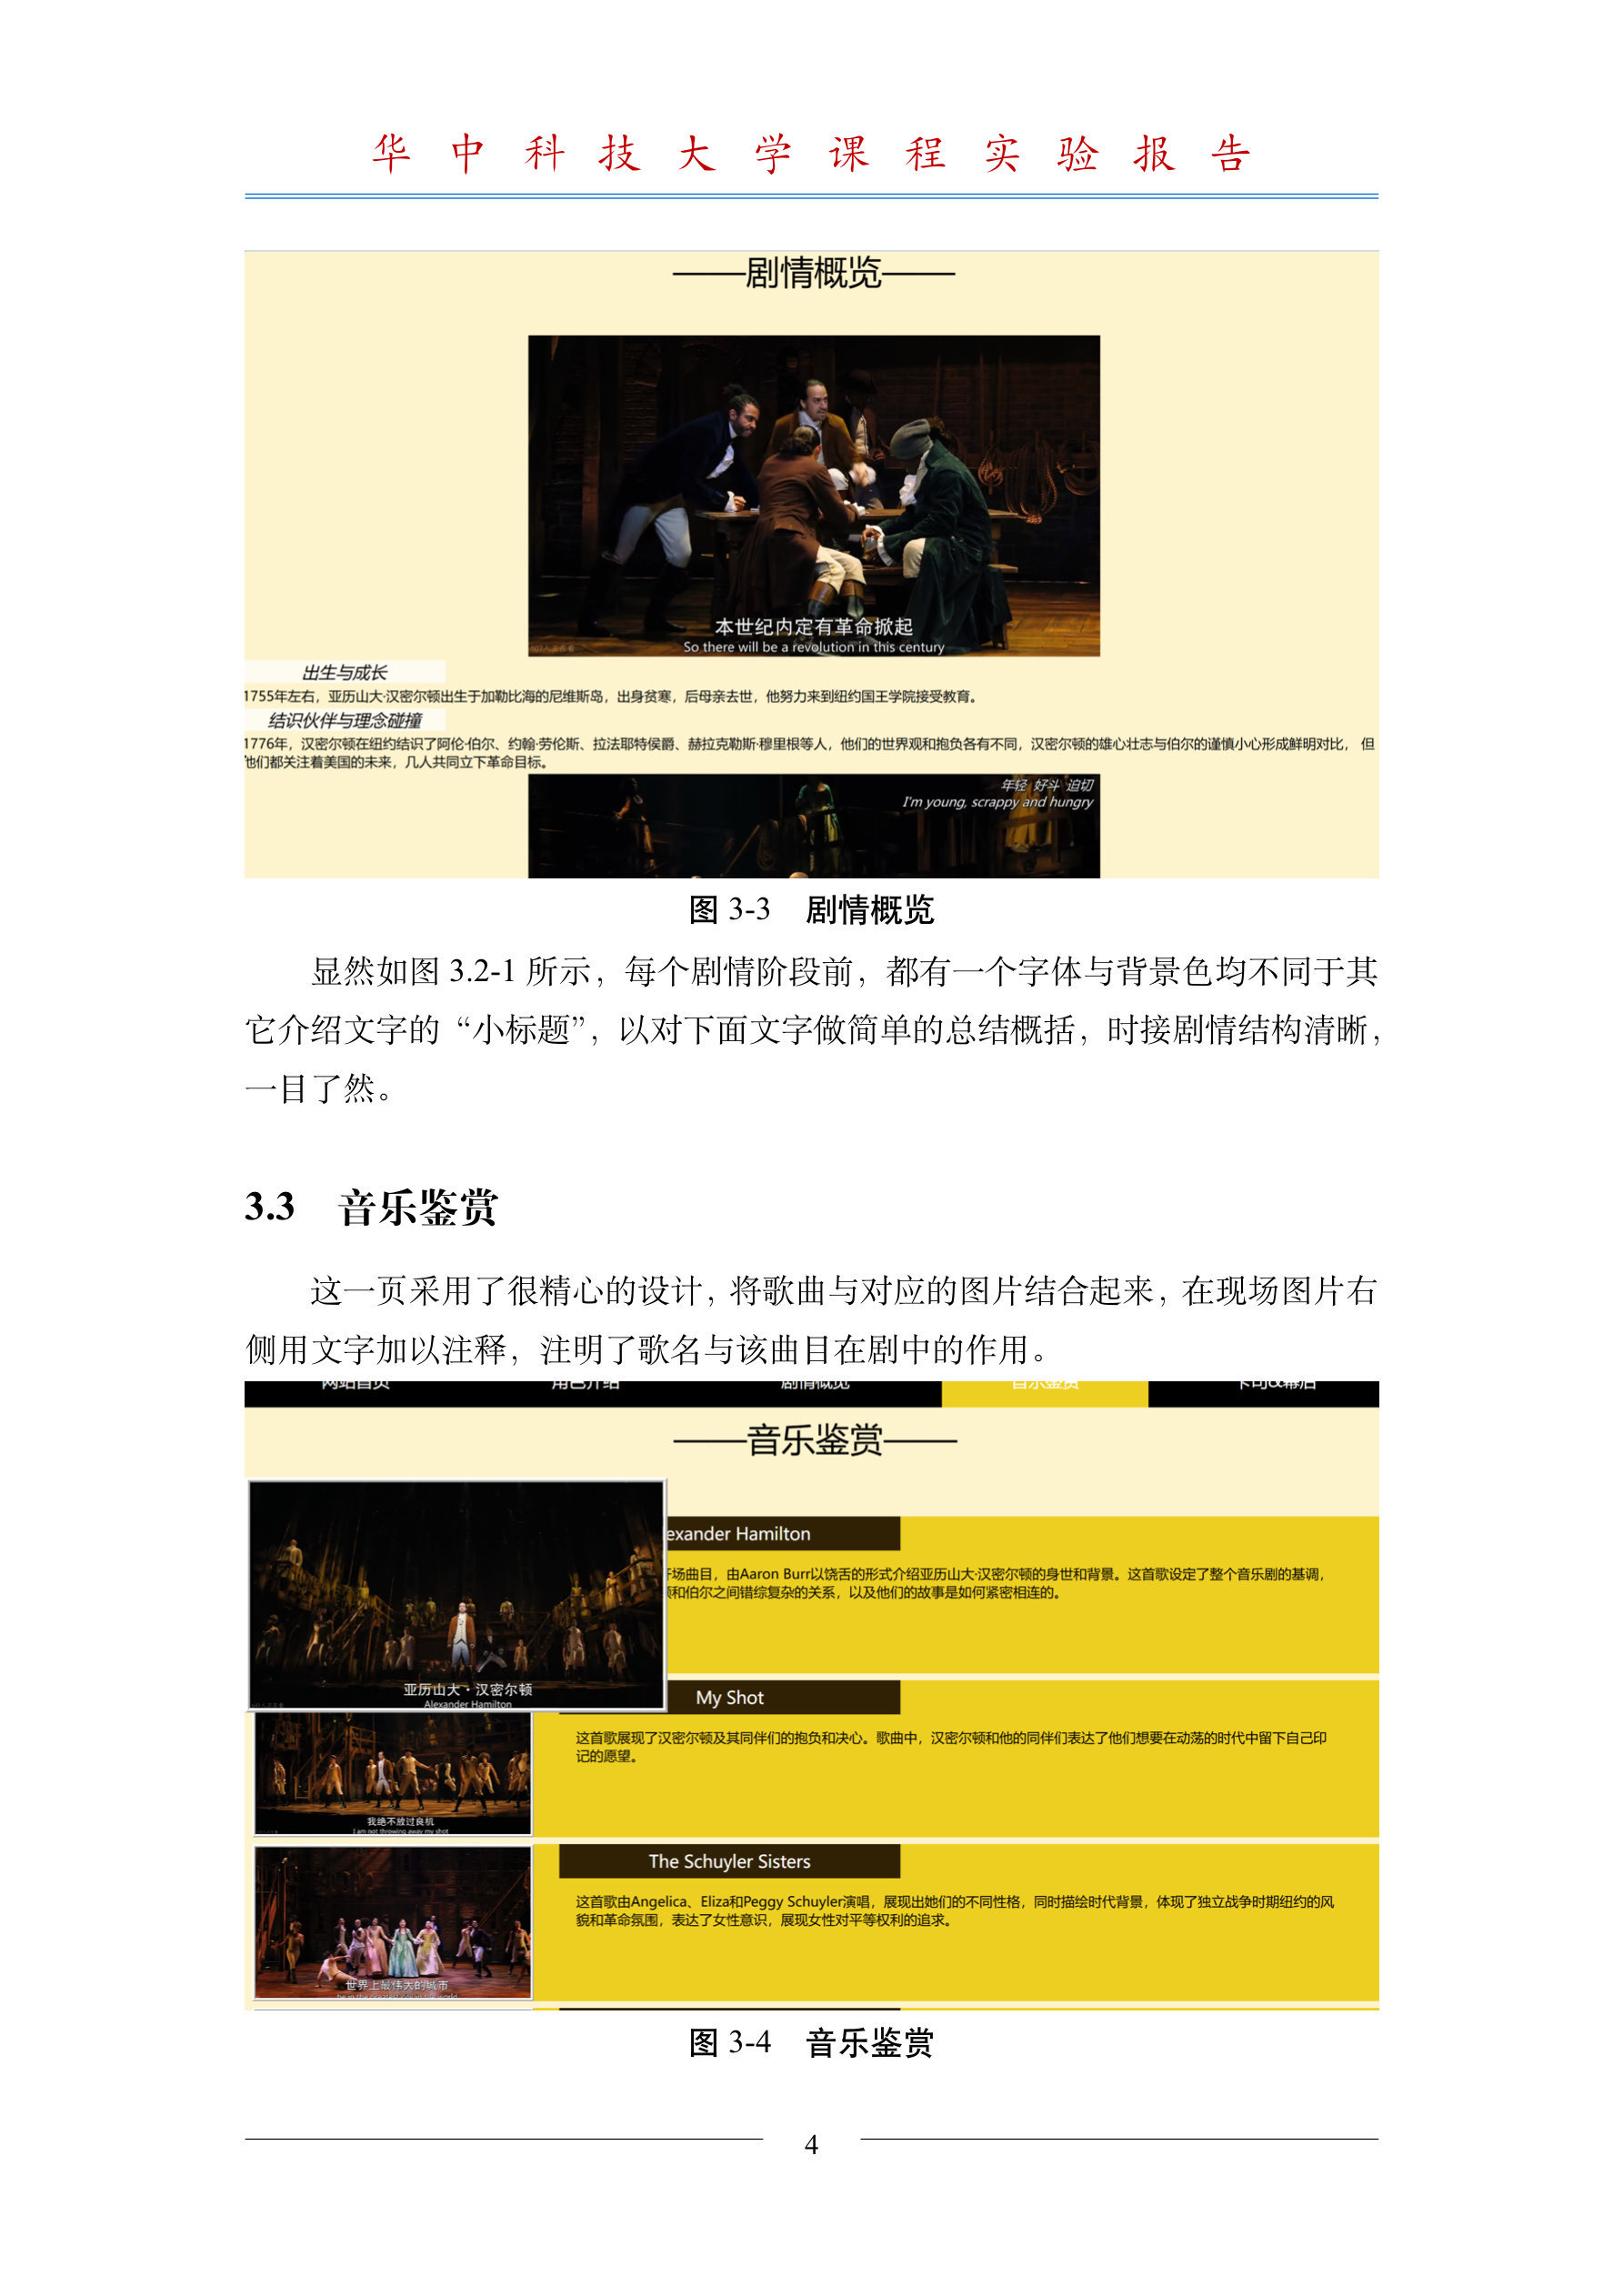 华中科技大学课程实验报告
——剧情概览——
本世纪内定有革命掀起
So there will be a revolution in this century
出生与成长
1755年左右，亚历山大·汉密尔顿出生于加勒比海的尼维斯岛，出身贫寒，后母亲去世，他努力来到纽约国王学院接受教育。
结识伙伴与理念碰撞
1776年，汉密尔顿在纽约结识了阿伦·伯尔、约翰·劳伦斯、拉法耶特侯爵、赫拉克勒斯·穆里根等人，他们的世界观和抱负各有不同，汉密尔顿的雄心壮志与伯尔的谨慎小心形成鲜明对比， 但
他们都关注着美国的未来，几人共同立下革命目标。
年轻 好斗 迫切
I'm young, scrappy and hungry
图 3-3 剧情概览
显然如图 3.2-1 所示，每个剧情阶段前，都有一个字体与背景色均不同于其
它介绍文字的“小标题”，以对下面文字做简单的总结概括，时接剧情结构清晰，
一目了然。
3.3 音乐鉴赏
这一页采用了很精心的设计，将歌曲与对应的图片结合起来，在现场图片右
侧用文字加以注释，注明了歌名与该曲目在剧中的作用。
网站首页 角色介绍 剧情概览 音乐鉴赏 卡司&幕后
——音乐鉴赏——
exander Hamilton
场曲目，由Aaron Burr以饶舌的形式介绍亚历山大·汉密尔顿的身世和背景。这首歌设定了整个音乐剧的基调，
和伯尔之间错综复杂的关系，以及他们的故事是如何紧密相连的。
亚历山大·汉密尔顿
Alexander Hamilton
My Shot
这首歌展现了汉密尔顿及其同伴们的抱负和决心。歌曲中，汉密尔顿和他的同伴们表达了他们想要在动荡的时代中留下自己印
记的愿望。
我绝不放过良机
I am not throwing away my shot
The Schuyler Sisters
这首歌由Angelica、Eliza和Peggy Schuyler演唱，展现出她们的不同性格，同时描绘时代背景，体现了独立战争时期纽约的风
貌和革命氛围，表达了女性意识，展现女性对平等权利的追求。
世界上最伟大的城市
图 3-4 音乐鉴赏
4